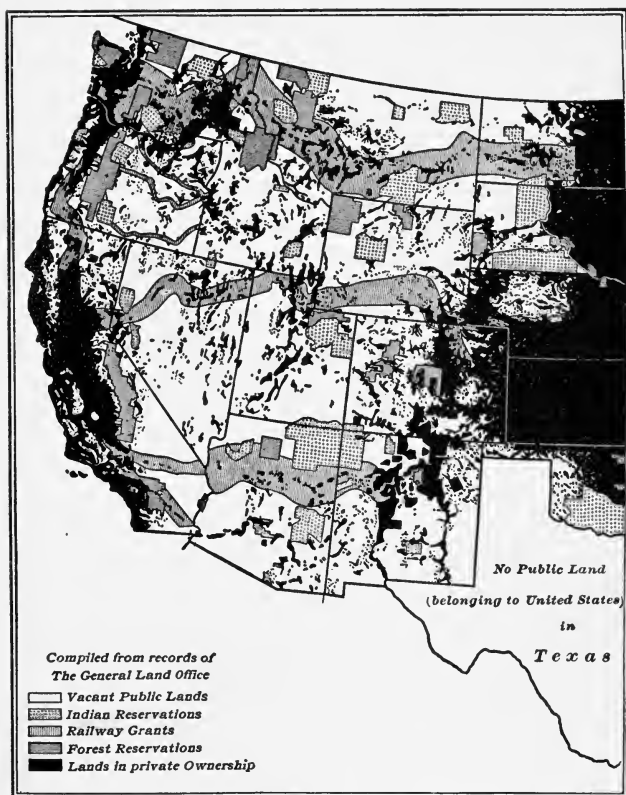 No Public Land
(belonging to United States)
in
Texas
Compiled from records of
The General Land Office
Vacant Public Lands
Indian Reservations
Railway Grants
Forest Reservations
Lands in private Ownership